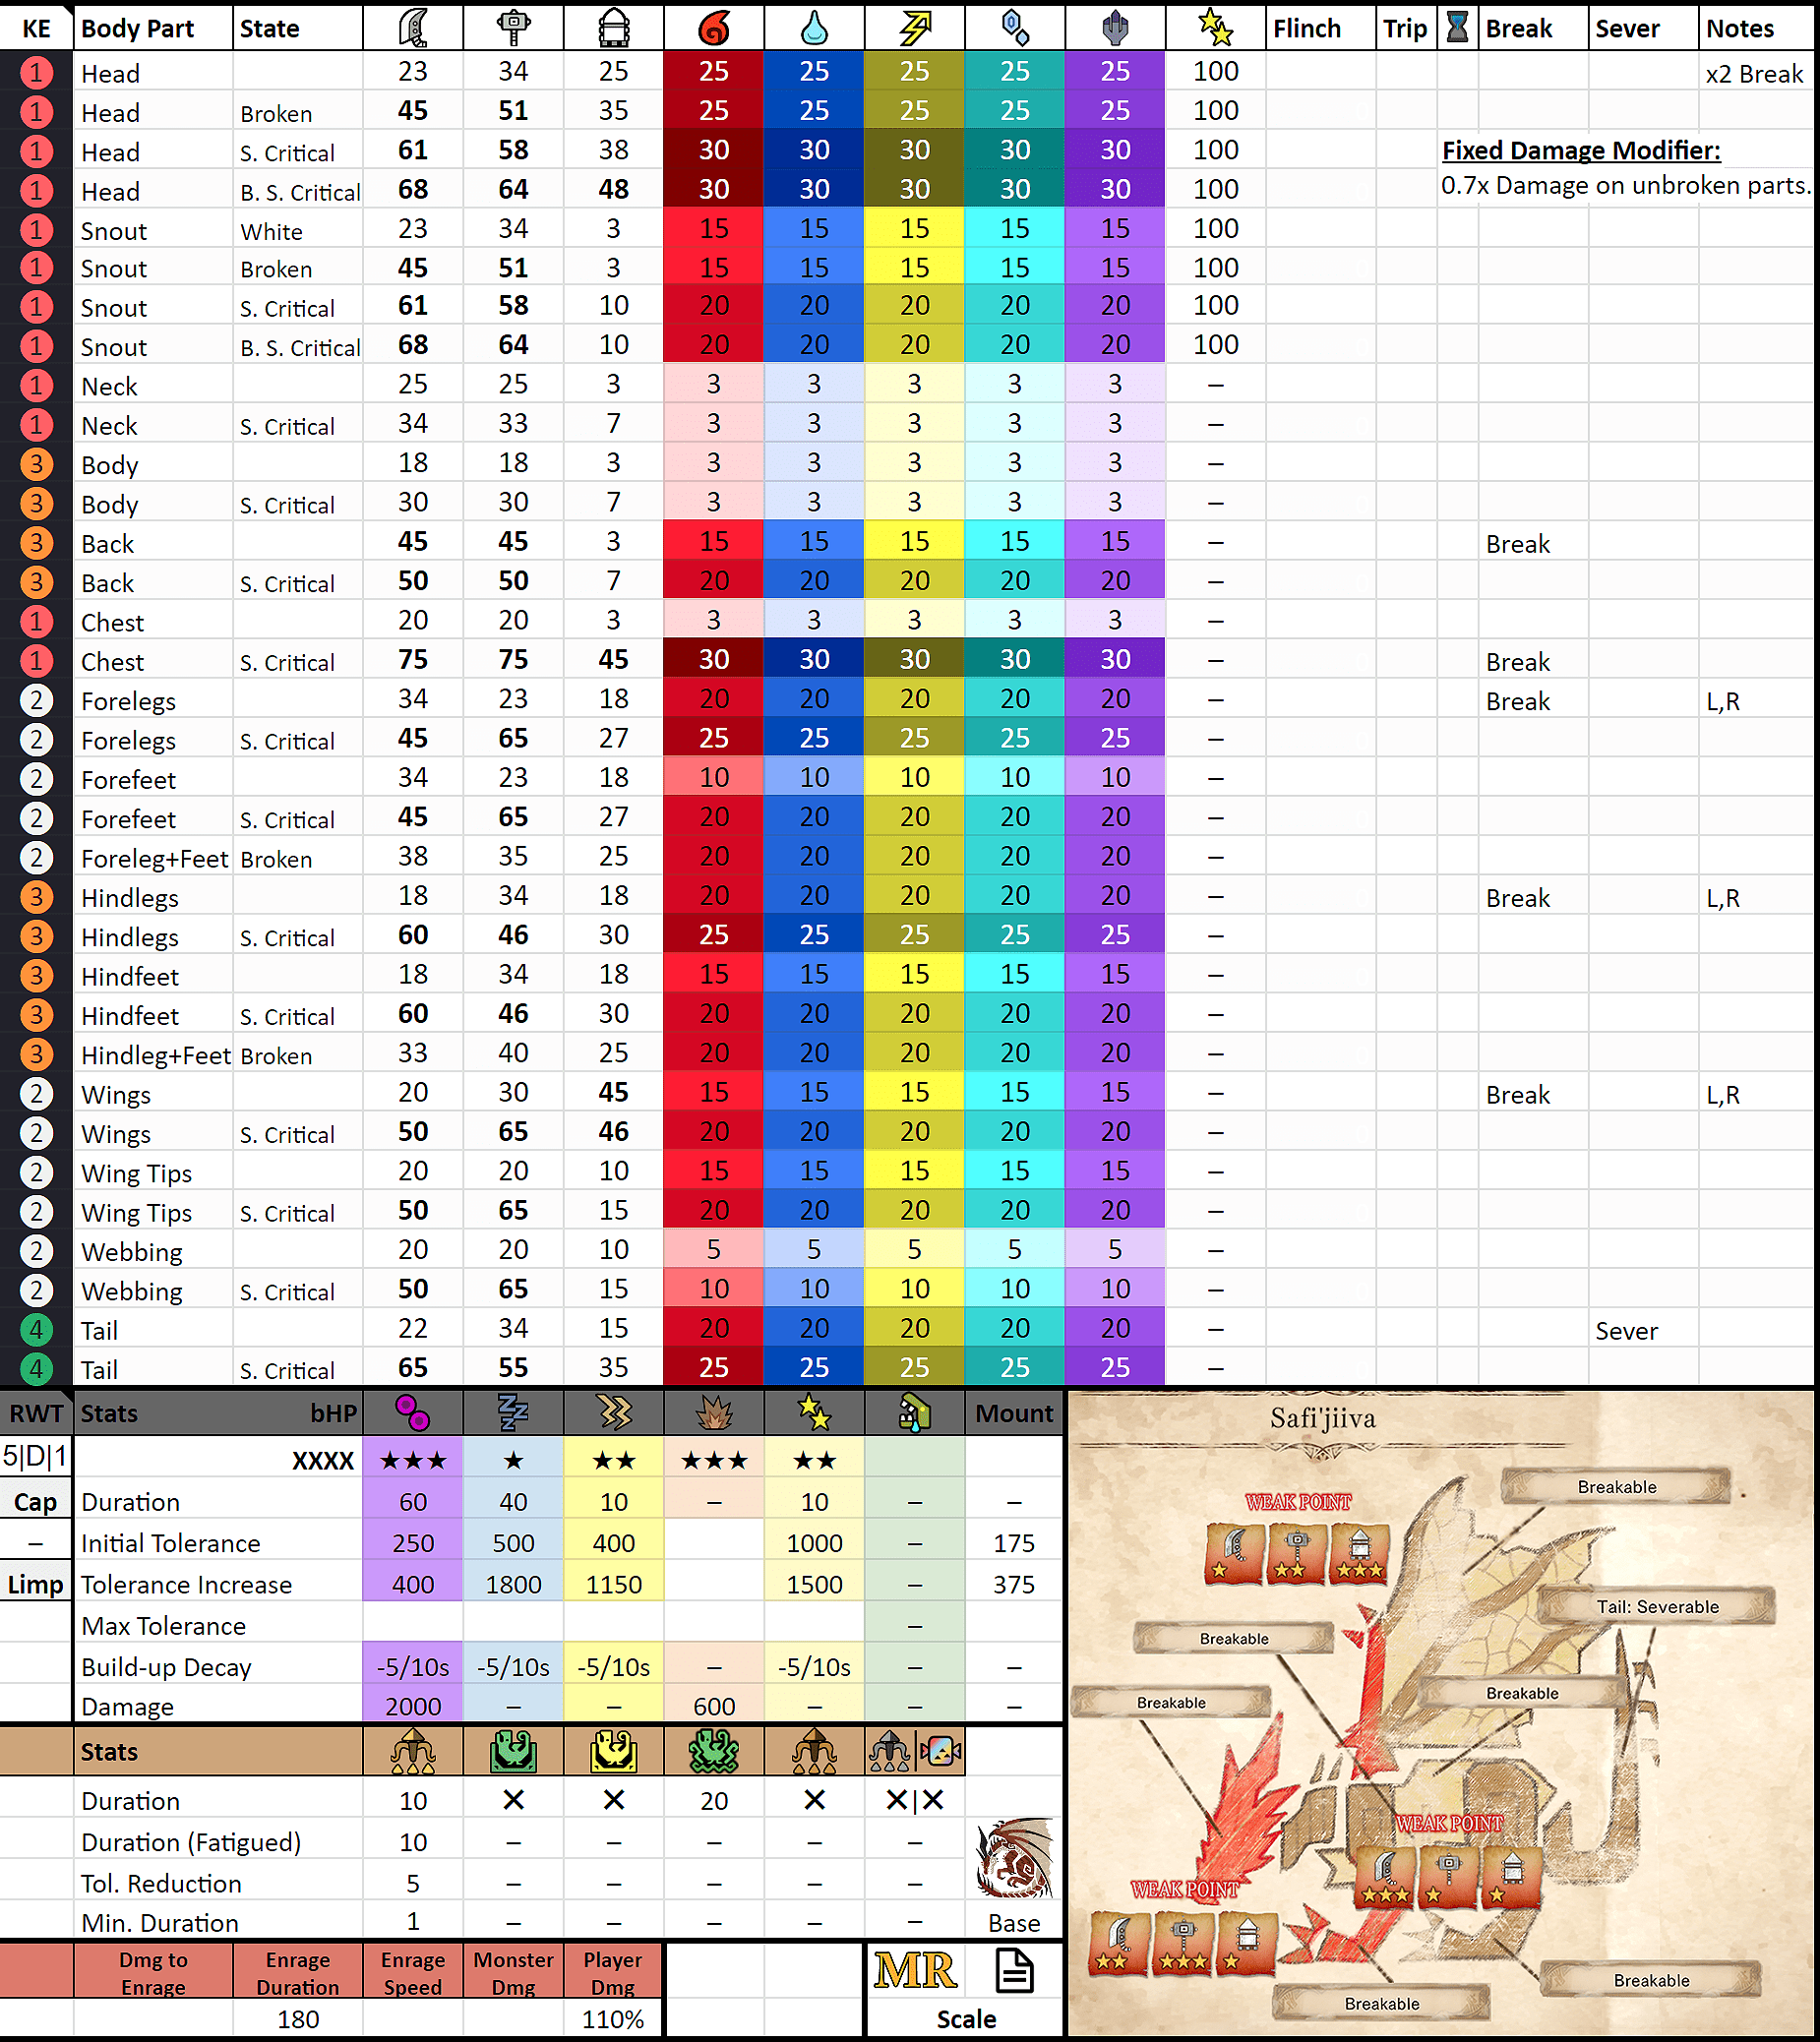 KE Body Part State Flinch Trip Break Sever Notes
1 Head 23 34 25 25 25 25 25 25 100 x2 Break
1 Head Broken 45 51 35 25 25 25 25 25 100
1 Head S. Critical 61 58 38 30 30 30 30 30 100 Fixed Damage Modifier:
1 Head B. S. Critical 68 64 48 30 30 30 30 30 100 0.7x Damage on unbroken parts.
1 Snout White 23 34 3 15 15 15 15 15 100
1 Snout Broken 45 51 3 15 15 15 15 15 100
1 Snout S. Critical 61 58 10 20 20 20 20 20 100
1 Snout B. S. Critical 68 64 10 20 20 20 20 20 100
1 Neck 25 25 3 3 3 3 3 3 –
1 Neck S. Critical 34 33 7 3 3 3 3 3 –
3 Body 18 18 3 3 3 3 3 3 –
3 Body S. Critical 30 30 7 3 3 3 3 3 –
3 Back 45 45 3 15 15 15 15 15 – Break
3 Back S. Critical 50 50 7 20 20 20 20 20 –
1 Chest 20 20 3 3 3 3 3 3 –
1 Chest S. Critical 75 75 45 30 30 30 30 30 – Break
2 Forelegs 34 23 18 20 20 20 20 20 – Break L,R
2 Forelegs S. Critical 45 65 27 25 25 25 25 25 –
2 Forefeet 34 23 18 10 10 10 10 10 –
2 Forefeet S. Critical 45 65 27 20 20 20 20 20 –
2 Foreleg+Feet Broken 38 35 25 20 20 20 20 20 –
3 Hindlegs 18 34 18 20 20 20 20 20 – Break L,R
3 Hindlegs S. Critical 60 46 30 25 25 25 25 25 –
3 Hindfeet 18 34 18 15 15 15 15 15 –
3 Hindfeet S. Critical 60 46 30 20 20 20 20 20 –
3 Hindleg+Feet Broken 33 40 25 20 20 20 20 20 –
2 Wings 20 30 45 15 15 15 15 15 – Break L,R
2 Wings S. Critical 50 65 46 20 20 20 20 20 –
2 Wing Tips 20 20 10 15 15 15 15 15 –
2 Wing Tips S. Critical 50 65 15 20 20 20 20 20 –
2 Webbing 20 20 10 5 5 5 5 5 –
2 Webbing S. Critical 50 65 15 10 10 10 10 10 –
4 Tail 22 34 15 20 20 20 20 20 – Sever
4 Tail S. Critical 65 55 35 25 25 25 25 25 –
RWT Stats bHP Mount
5|D|1 XXXX ★★★ ★ ★★ ★★★ ★★
Cap Duration 60 40 10 – 10 – –
– Initial Tolerance 250 500 400 1000 – 175
Limp Tolerance Increase 400 1800 1150 1500 – 375
Max Tolerance –
Build-up Decay -5/10s -5/10s -5/10s – -5/10s – –
Damage 2000 – – 600 – – –
Stats
Duration 10 ✕ ✕ 20 ✕ ✕|✕
Duration (Fatigued) 10 – – – – –
Tol. Reduction 5 – – – – –
Min. Duration 1 – – – – – Base
Dmg to Enrage
Enrage Duration
Enrage Speed
Monster Dmg
Player Dmg
MR
180 110% Scale
Safi'jiiva
Breakable
WEAK POINT
Tail: Severable
Breakable
Breakable
Breakable
WEAK POINT
WEAK POINT
Breakable
Breakable